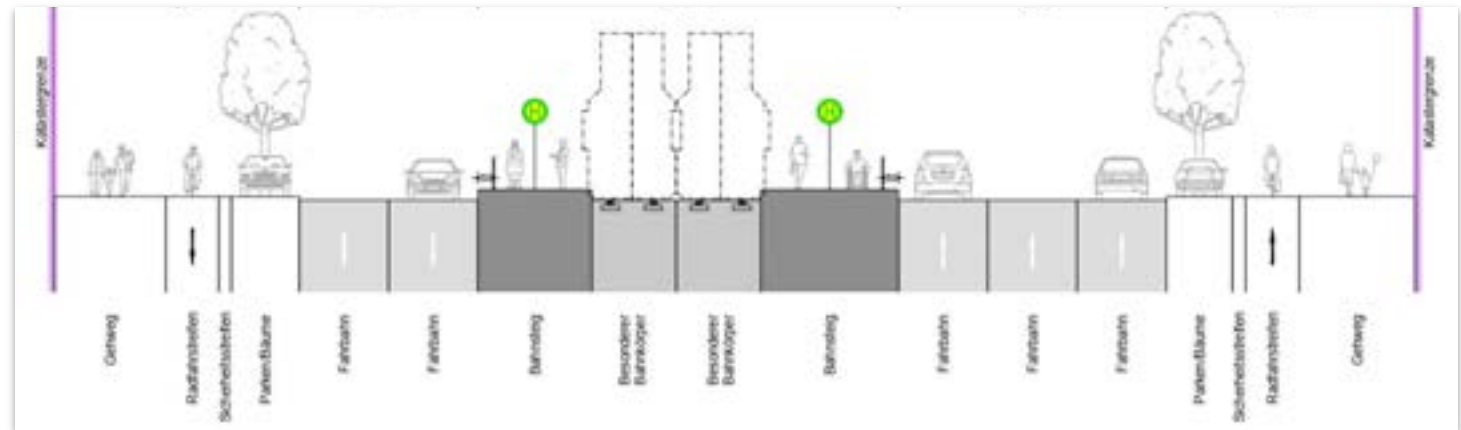 Katastergrenze
Gehweg
Radfahrstreifen
Sicherheitsstreifen
Parken/Bäume
Fahrbahn
Fahrbahn
Bahnsteig
H
Besonderer
Bahnkörper
Besonderer
Bahnkörper
H
Bahnsteig
Fahrbahn
Fahrbahn
Fahrbahn
Parken/Bäume
Sicherheitsstreifen
Radfahrstreifen
Gehweg
Katastergrenze